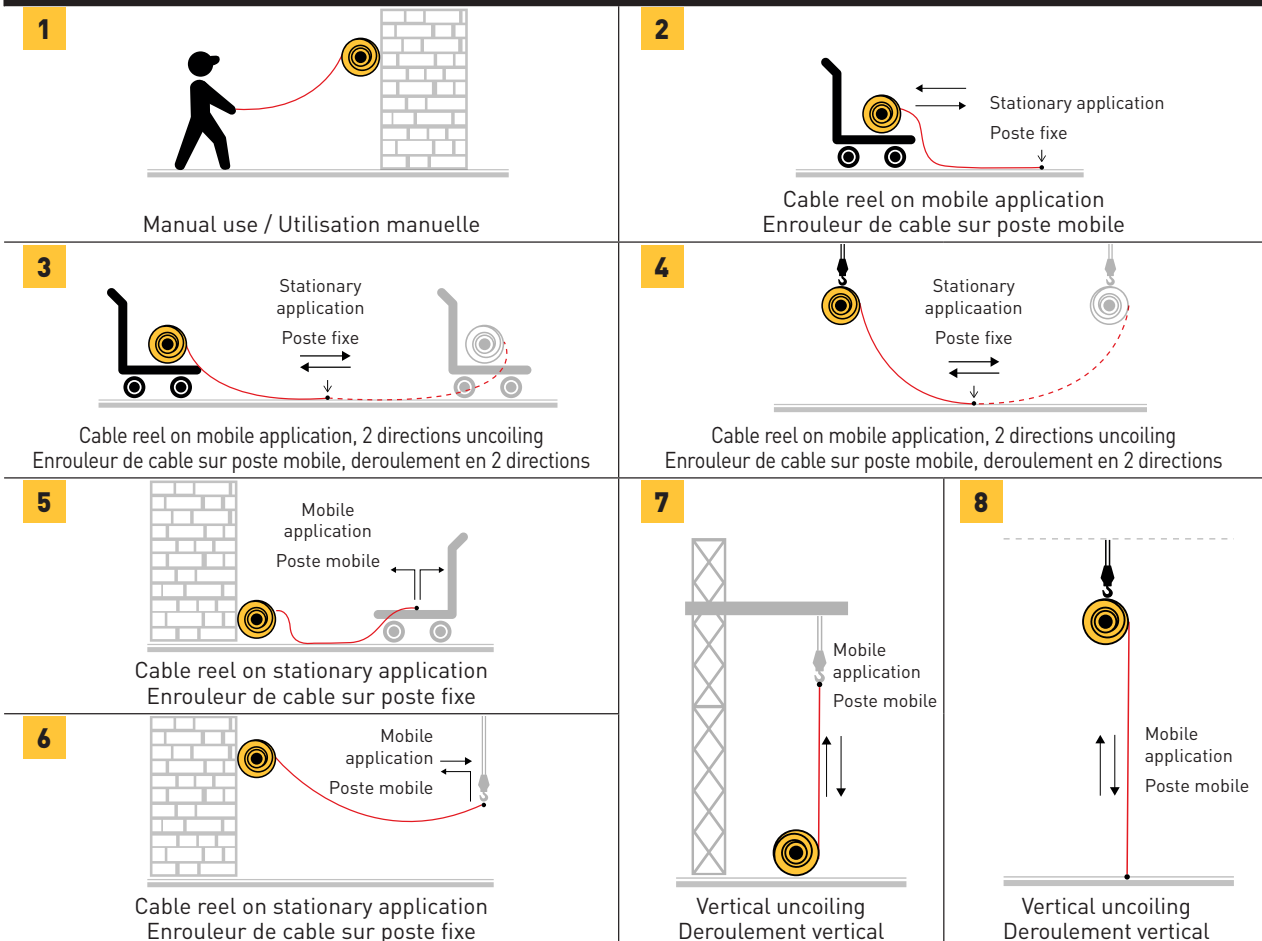 1
Manual use / Utilisation manuelle
2
Stationary application
Poste fixe
Cable reel on mobile application
Enrouleur de cable sur poste mobile
3
Stationary
application
Poste fixe
Cable reel on mobile application, 2 directions uncoiling
Enrouleur de cable sur poste mobile, deroulement en 2 directions
4
Stationary
applicaation
Poste fixe
Cable reel on mobile application, 2 directions uncoiling
Enrouleur de cable sur poste mobile, deroulement en 2 directions
5
Mobile
application
Poste mobile
Cable reel on stationary application
Enrouleur de cable sur poste fixe
6
Mobile
application
Poste mobile
Cable reel on stationary application
Enrouleur de cable sur poste fixe
7
Mobile
application
Poste mobile
Vertical uncoiling
Deroulement vertical
8
Mobile
application
Poste mobile
Vertical uncoiling
Deroulement vertical